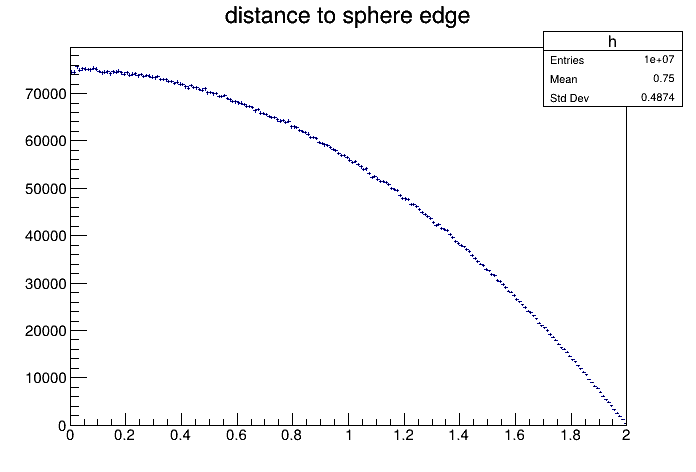 distance to sphere edge
h
Entries 1e+07
Mean 0.75
Std Dev 0.4874
70000
60000
50000
40000
30000
20000
10000
0
0 0.2 0.4 0.6 0.8 1 1.2 1.4 1.6 1.8 2